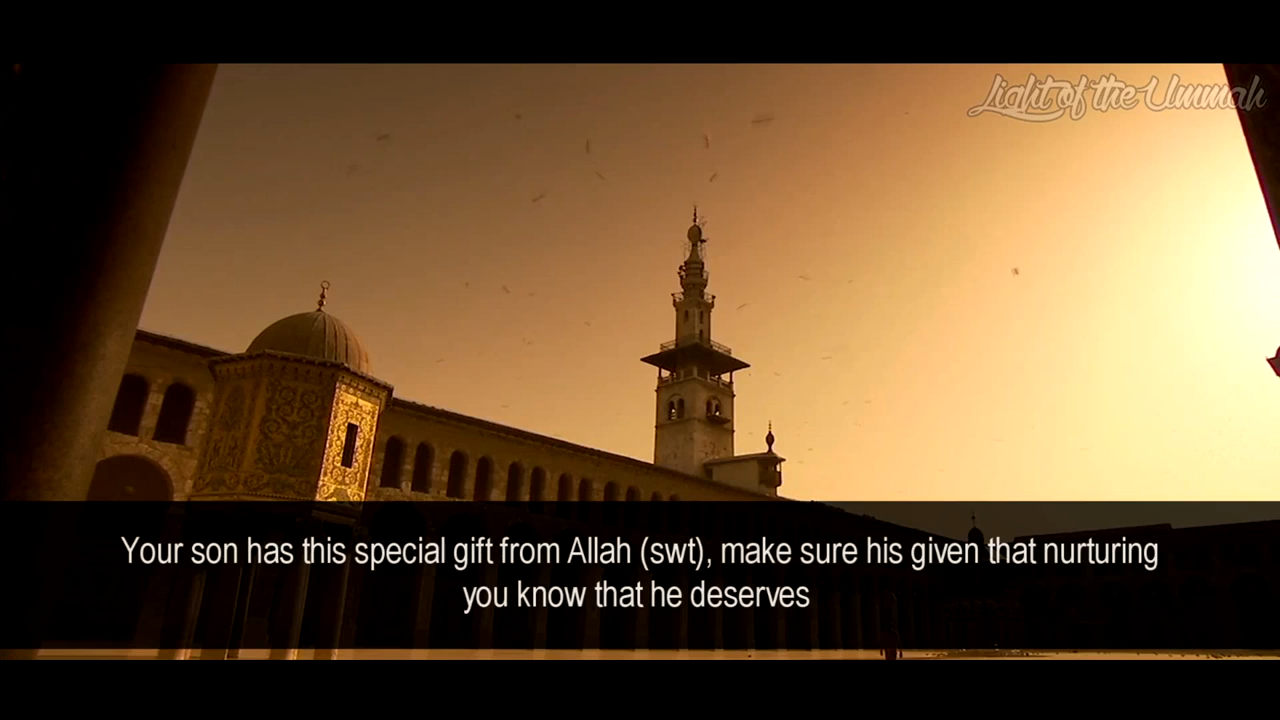 Light of the Ummah
Your son has this special gift from Allah (swt), make sure his given that nurturing
you know that he deserves